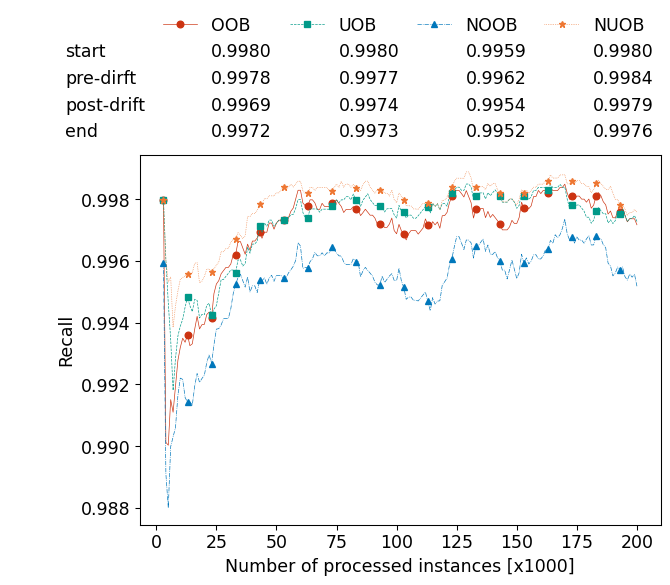 OOB UOB NOOB NUOB
start 0.9980 0.9980 0.9959 0.9980
pre-dirft 0.9978 0.9977 0.9962 0.9984
post-drift 0.9969 0.9974 0.9954 0.9979
end 0.9972 0.9973 0.9952 0.9976
0.998
0.996
0.994
0.992
0.990
0.988
Recall
0 25 50 75 100 125 150 175 200
Number of processed instances [x1000]